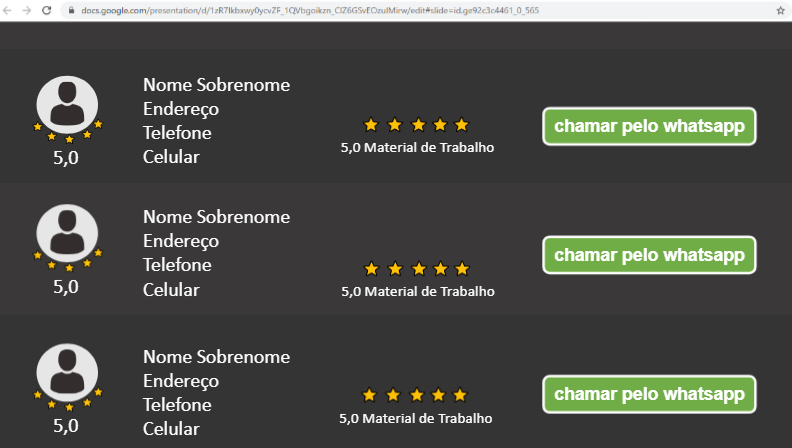 docs.google.com/presentation/d/1zR7Ikbxwy0ycvZF_1QVbgoikzn_ClZ6GSvEOzulMirw/edit#slide=id.ge92c3c4461_0_565
Nome Sobrenome
Endereço
Telefone
Celular
5,0
5,0 Material de Trabalho
chamar pelo whatsapp
Nome Sobrenome
Endereço
Telefone
Celular
5,0
5,0 Material de Trabalho
chamar pelo whatsapp
Nome Sobrenome
Endereço
Telefone
Celular
5,0
5,0 Material de Trabalho
chamar pelo whatsapp